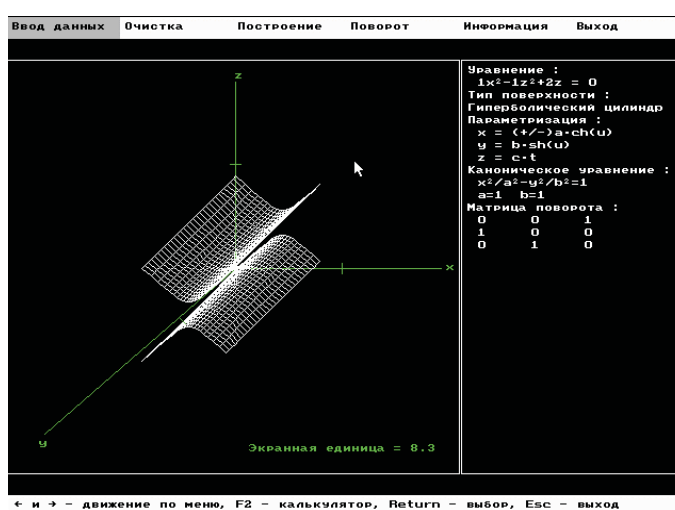 Ввод данных Очистка Построение Поворот Информация Выход
Уравнение :
1x²-1z²+2z = 0
Тип поверхности :
Гиперболический цилиндр
Параметризация :
x = (+/-)a·ch(u)
y = b·sh(u)
z = c·t
Каноническое уравнение :
x²/a²-y²/b²=1
a=1 b=1
Матрица поворота :
0 0 1
1 0 0
0 1 0
z
x
y
Экранная единица = 8.3
← и → - движение по меню, F2 - калькулятор, Return - выбор, Esc - выход